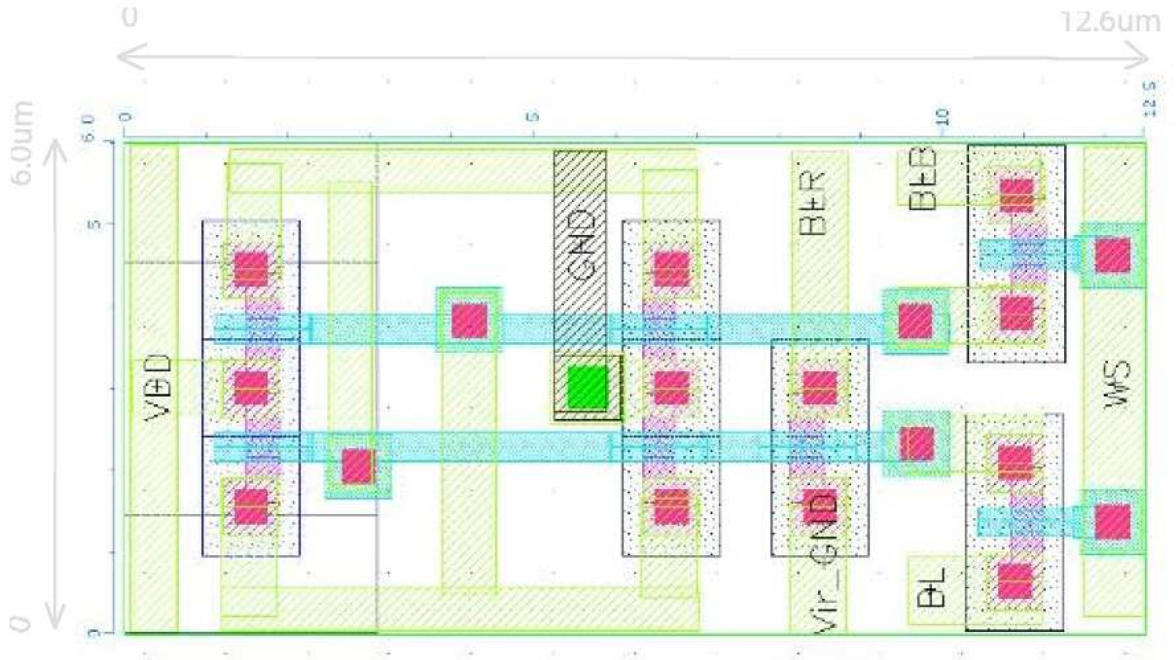 0
12.6um
6.0um
0
6.0
0
5
10
12.5
5
0
VDD
GND
BLR
BLB
WS
Vir_GND
BL